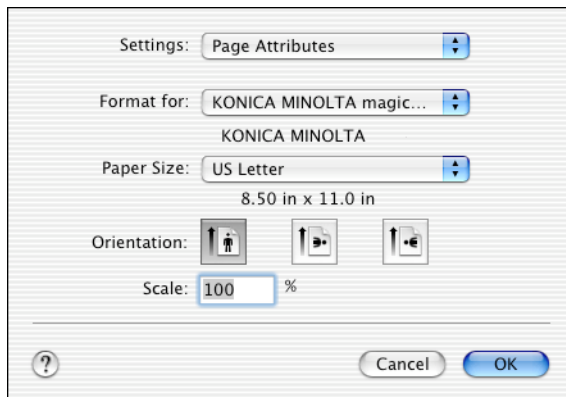 Settings: Page Attributes
Format for: KONICA MINOLTA magic...
KONICA MINOLTA
Paper Size: US Letter
8.50 in x 11.0 in
Orientation:
Scale: 100 %
? Cancel OK